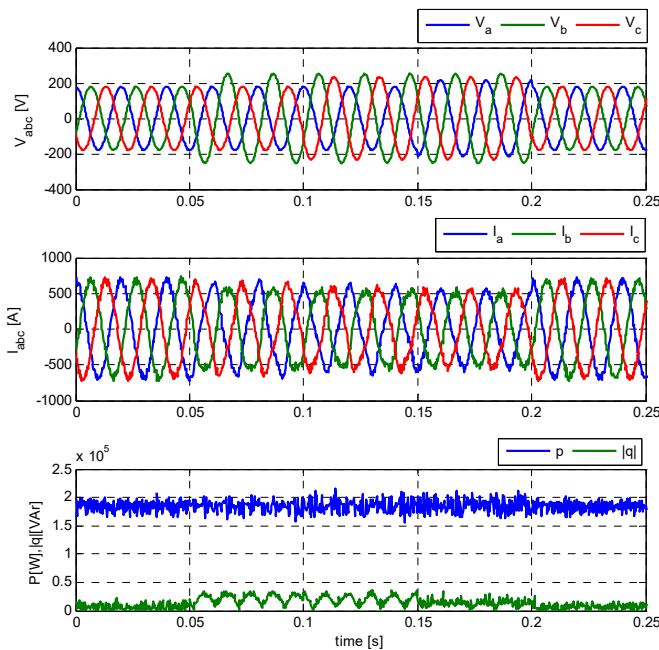 V_a V_b V_c
400
200
0
-200
-400
V_abc [V]
0 0.05 0.1 0.15 0.2 0.25
I_a I_b I_c
1000
500
0
-500
-1000
I_abc [A]
0 0.05 0.1 0.15 0.2 0.25
x 10^5
p |q|
2.5
2
1.5
1
0.5
0
P[W],|q|[VAr]
0 0.05 0.1 0.15 0.2 0.25
time [s]